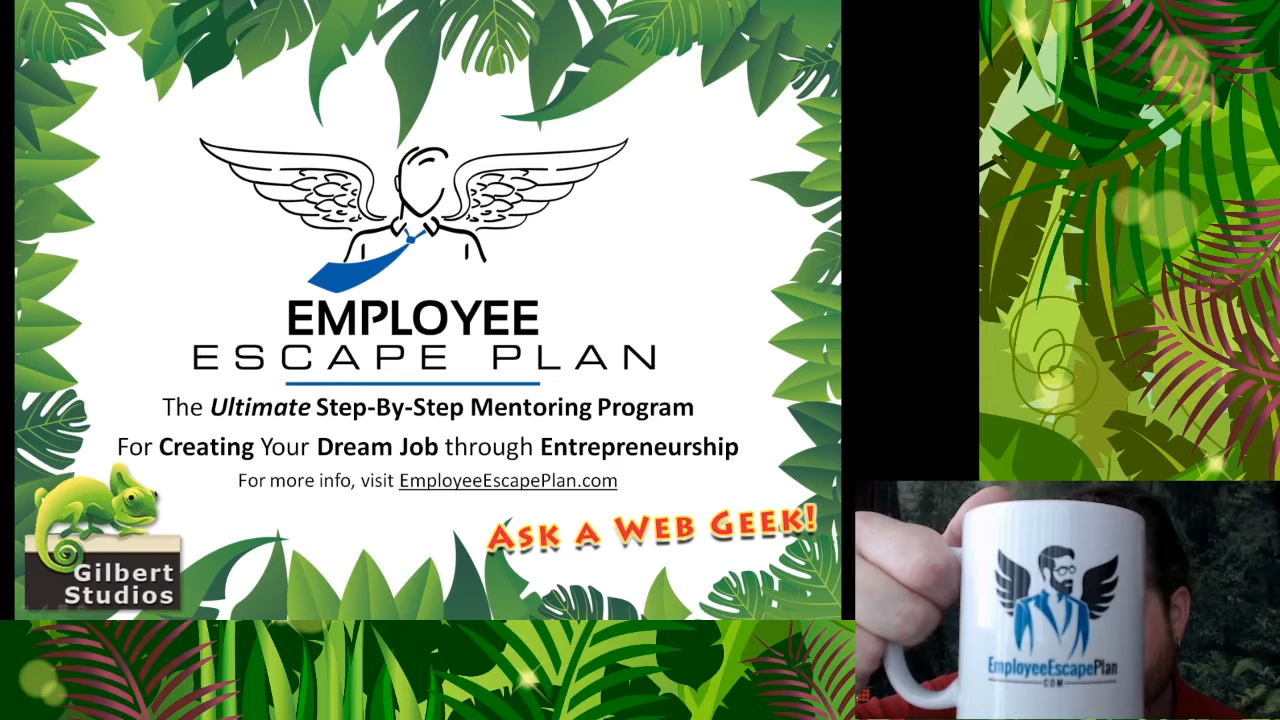 EMPLOYEE
ESCAPE PLAN
The Ultimate Step-By-Step Mentoring Program
For Creating Your Dream Job through Entrepreneurship
For more info, visit EmployeeEscapePlan.com
ASK A WEB GEEK!
Gilbert
Studios
EmployeeEscapePlan
COM